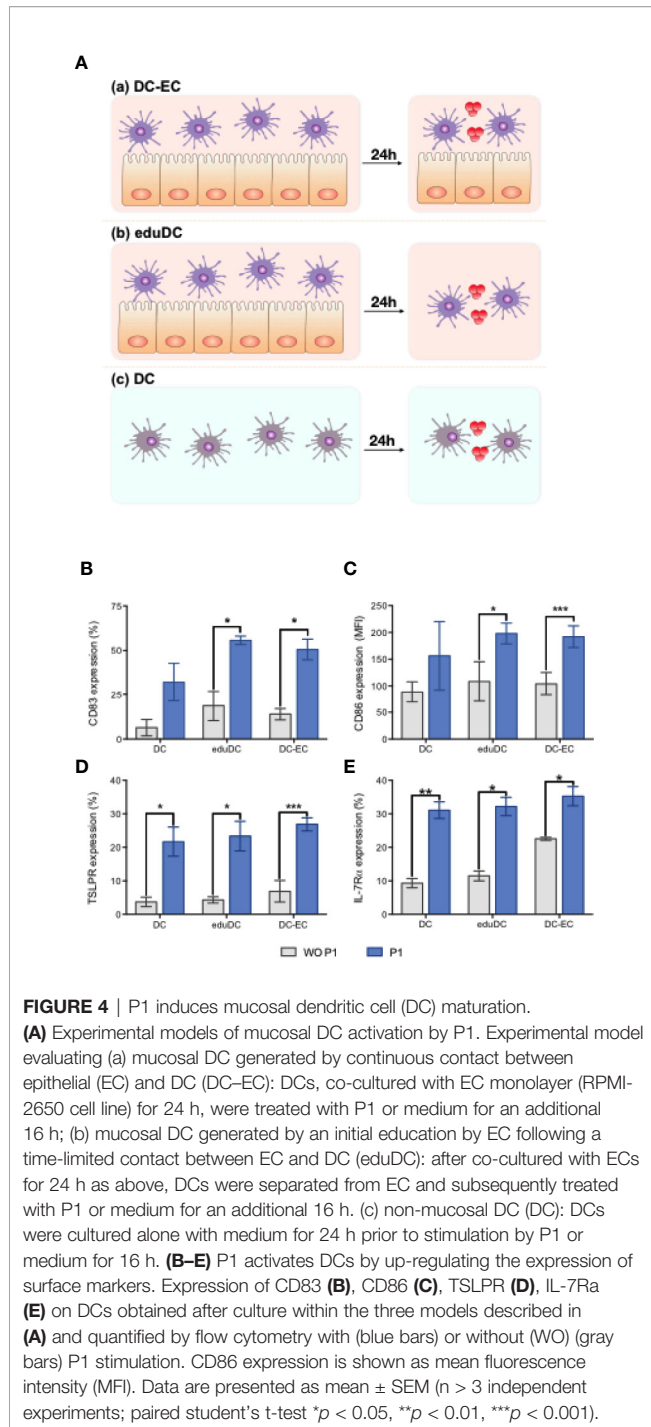 A
(a) DC-EC
24h
(b) eduDC
24h
(c) DC
24h
B
CD83 expression (%)
75
50
25
0
DC
eduDC
DC-EC
*
*
C
CD86 expression (MFI)
250
200
150
100
50
0
DC
eduDC
DC-EC
*
***
D
TSLPR expression (%)
40
30
20
10
0
DC
eduDC
DC-EC
*
*
***
E
IL-7Rα expression (%)
40
30
20
10
0
DC
eduDC
DC-EC
**
*
*
WO P1
P1
FIGURE 4 | P1 induces mucosal dendritic cell (DC) maturation.
(A) Experimental models of mucosal DC activation by P1. Experimental model
evaluating (a) mucosal DC generated by continuous contact between
epithelial (EC) and DC (DC–EC): DCs, co-cultured with EC monolayer (RPMI-
2650 cell line) for 24 h, were treated with P1 or medium for an additional
16 h; (b) mucosal DC generated by an initial education by EC following a
time-limited contact between EC and DC (eduDC): after co-cultured with ECs
for 24 h as above, DCs were separated from EC and subsequently treated
with P1 or medium for an additional 16 h. (c) non-mucosal DC (DC): DCs
were cultured alone with medium for 24 h prior to stimulation by P1 or
medium for 16 h. (B–E) P1 activates DCs by up-regulating the expression of
surface markers. Expression of CD83 (B), CD86 (C), TSLPR (D), IL-7Ra
(E) on DCs obtained after culture within the three models described in
(A) and quantified by flow cytometry with (blue bars) or without (WO) (gray
bars) P1 stimulation. CD86 expression is shown as mean fluorescence
intensity (MFI). Data are presented as mean ± SEM (n > 3 independent
experiments; paired student's t-test *p < 0.05, **p < 0.01, ***p < 0.001).